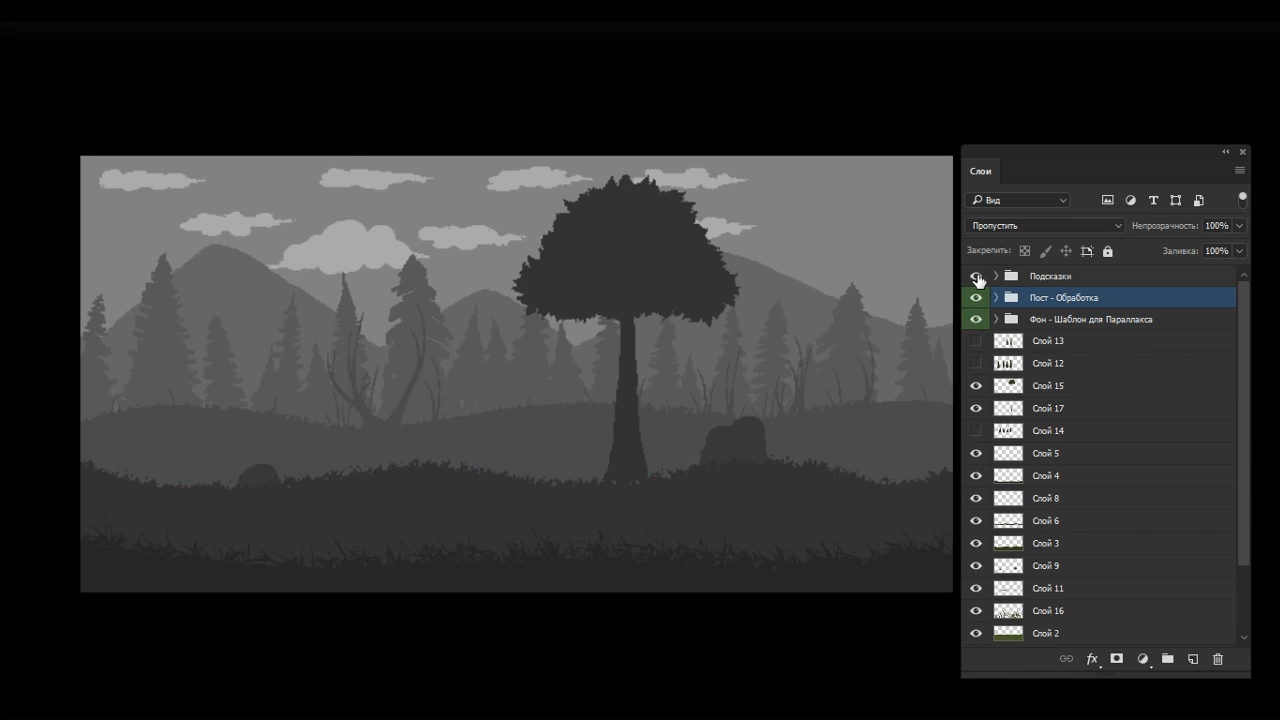 Слои
Вид
Пропустить
Непрозрачность: 100%
Закрепить:
Заливка: 100%
Подсказки
Пост - Обработка
Фон - Шаблон для Параллакса
Слой 13
Слой 12
Слой 15
Слой 17
Слой 14
Слой 5
Слой 4
Слой 8
Слой 6
Слой 3
Слой 9
Слой 11
Слой 16
Слой 2
fx